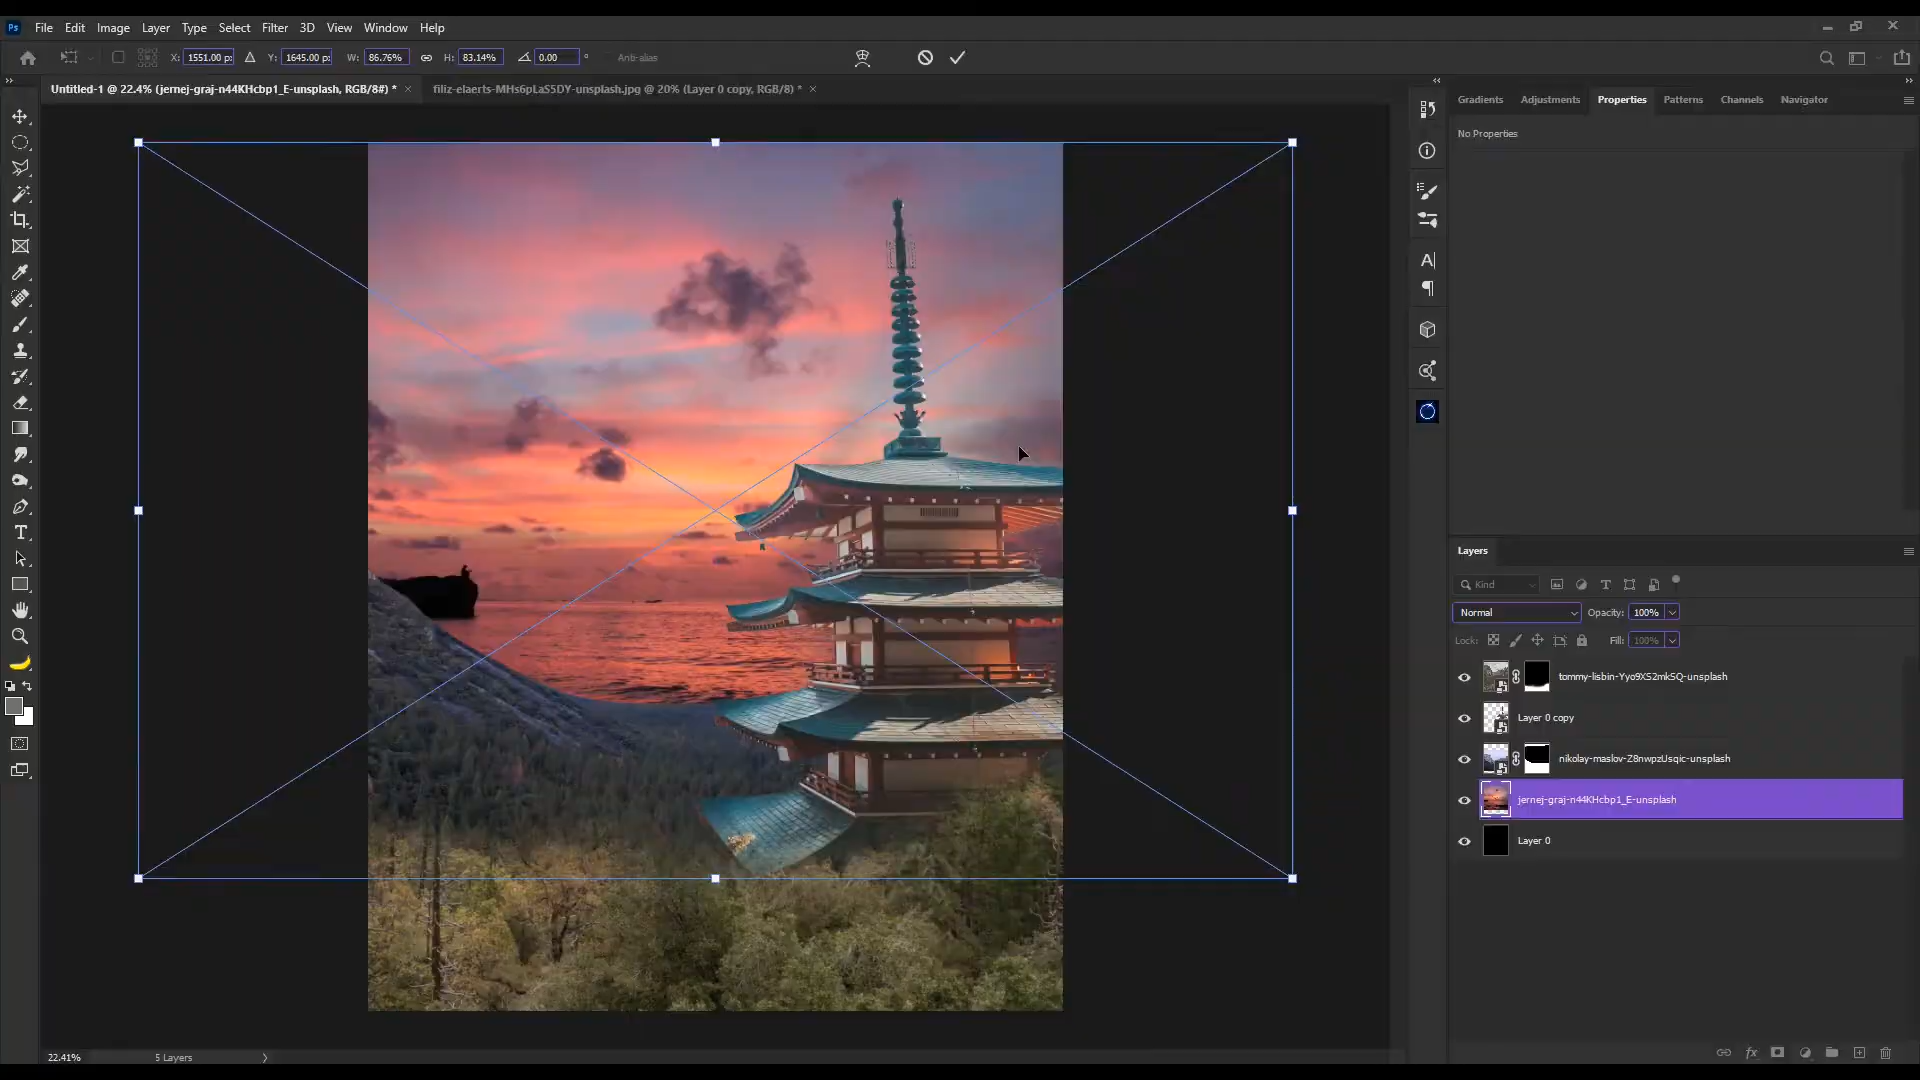 Ps File Edit Image Layer Type Select Filter 3D View Window Help
X: 1551.00 p: Y: 1645.00 p: W: 86.76% H: 83.14% 0.00 ° Anti-alias
Untitled-1 @ 22.4% (jernej-graj-n44KHcbp1_E-unsplash, RGB/8#) * × filiz-elaerts-MHs6pLaS5DY-unsplash.jpg @ 20% (Layer 0 copy, RGB/8) * ×
Gradients Adjustments Properties Patterns Channels Navigator
No Properties
Layers
Kind
Normal Opacity: 100%
Lock: Fill: 100%
tommy-lisbin-Yyo9XS2mkSQ-unsplash
Layer 0 copy
nikolay-maslov-Z8nwpzUsqic-unsplash
jernej-graj-n44KHcbp1_E-unsplash
Layer 0
22.41% 5 Layers